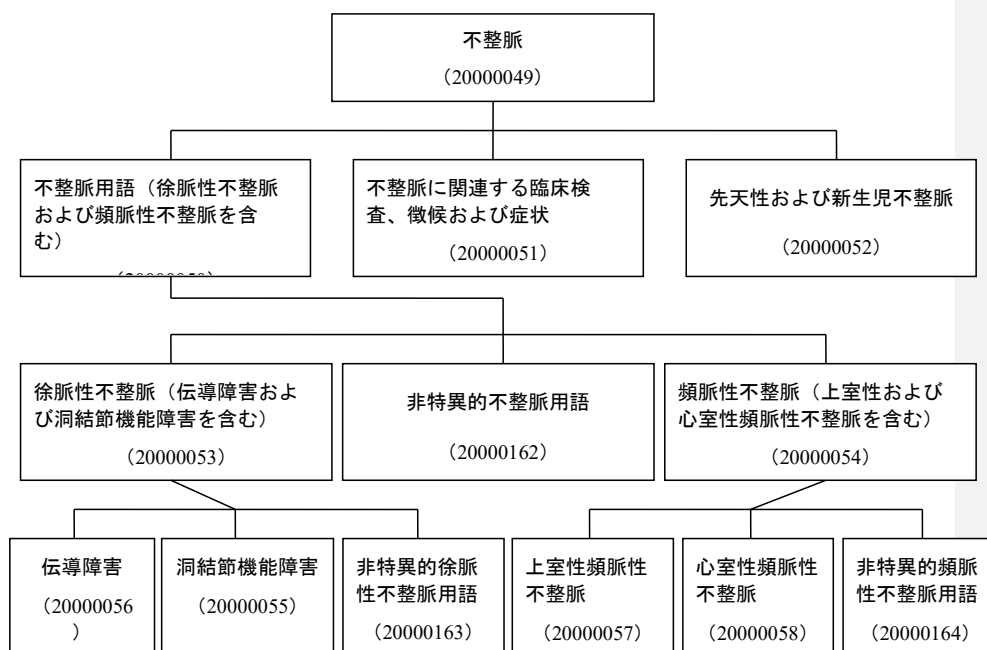 不整脈
（20000049）
不整脈用語（徐脈性不整脈
および頻脈性不整脈を含
む）
不整脈に関連する臨床検
査、徴候および症状
（20000051）
先天性および新生児不整脈
（20000052）
徐脈性不整脈（伝導障害およ
び洞結節機能障害を含む）
（20000053）
非特異的不整脈用語
（20000162）
頻脈性不整脈（上室性および
心室性頻脈性不整脈を含む）
（20000054）
伝導障害
（20000056
）
洞結節機能障害
（20000055）
非特異的徐脈
性不整脈用語
（20000163）
上室性頻脈性
不整脈
（20000057）
心室性頻脈性
不整脈
（20000058）
非特異的頻脈
性不整脈用語
（20000164）